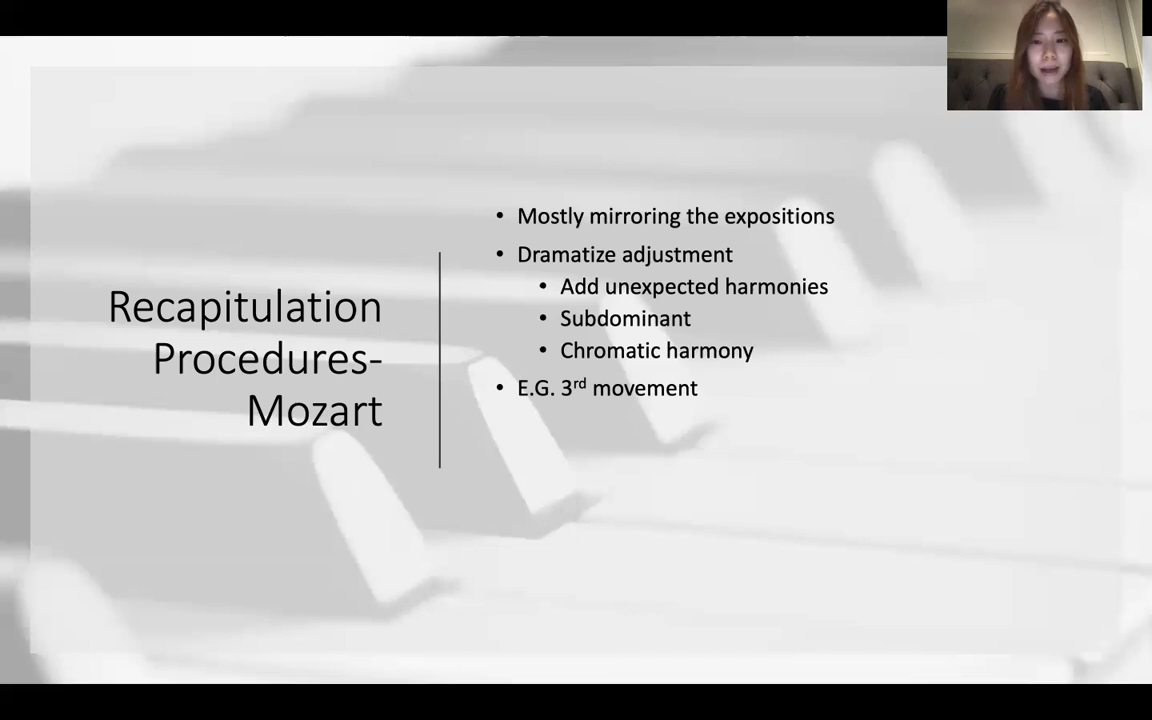 Recapitulation
Procedures-
Mozart
• Mostly mirroring the expositions
• Dramatize adjustment
• Add unexpected harmonies
• Subdominant
• Chromatic harmony
• E.G. 3rd movement